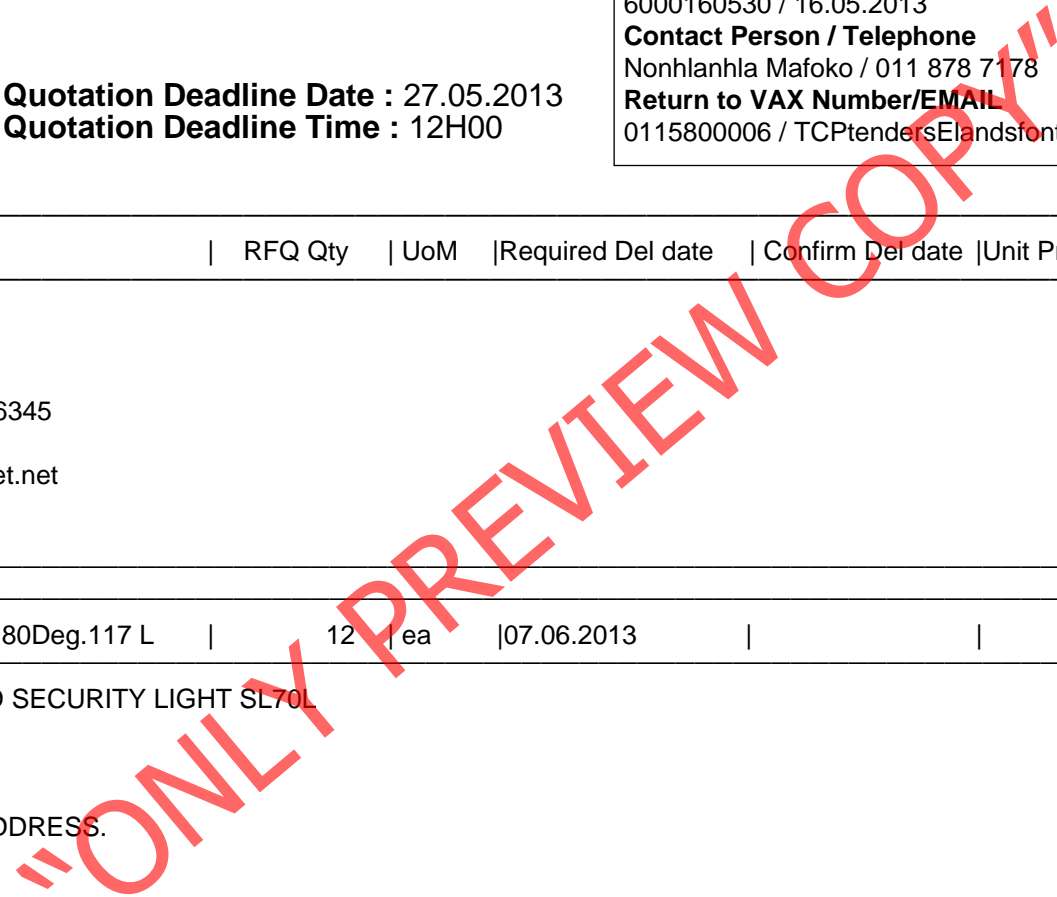 6000160530 / 16.05.2013
Contact Person / Telephone
Nonhlanhla Mafoko / 011 878 7178
Return to VAX Number/EMAIL
0115800006 / TCPtendersElandsfont
Quotation Deadline Date : 27.05.2013
Quotation Deadline Time : 12H00
| RFQ Qty | UoM |Required Del date | Confirm Del date |Unit Pr
6345
et.net
80Deg.117 L | 12 | ea |07.06.2013 | |
SECURITY LIGHT SL70L
DDRESS.
"ONLY PREVIEW COPY"